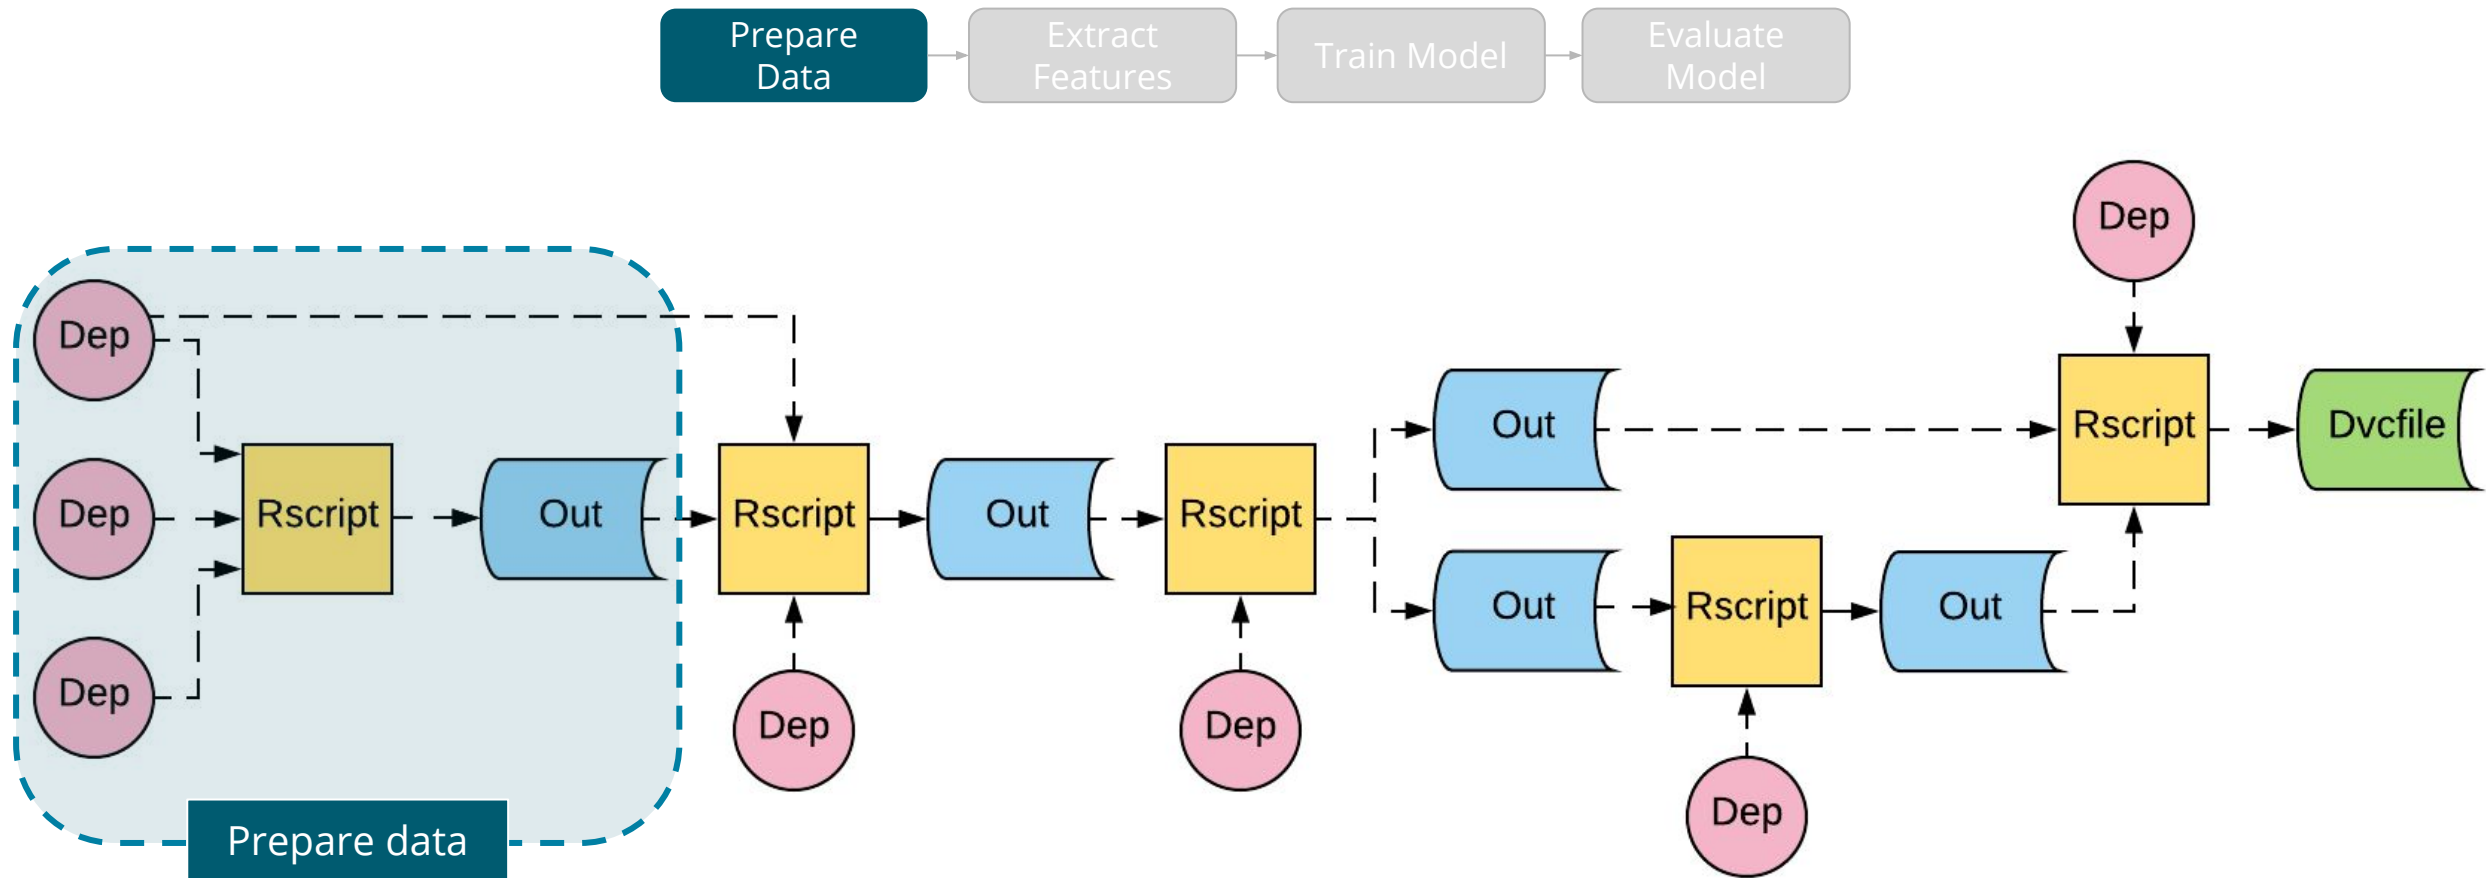 Prepare
Data
Extract
Features
Train Model
Evaluate
Model
Dep
Dep
Dep
Rscript
Out
Prepare data
Rscript
Dep
Out
Rscript
Dep
Out
Out
Rscript
Dep
Out
Dep
Rscript
Dvcfile